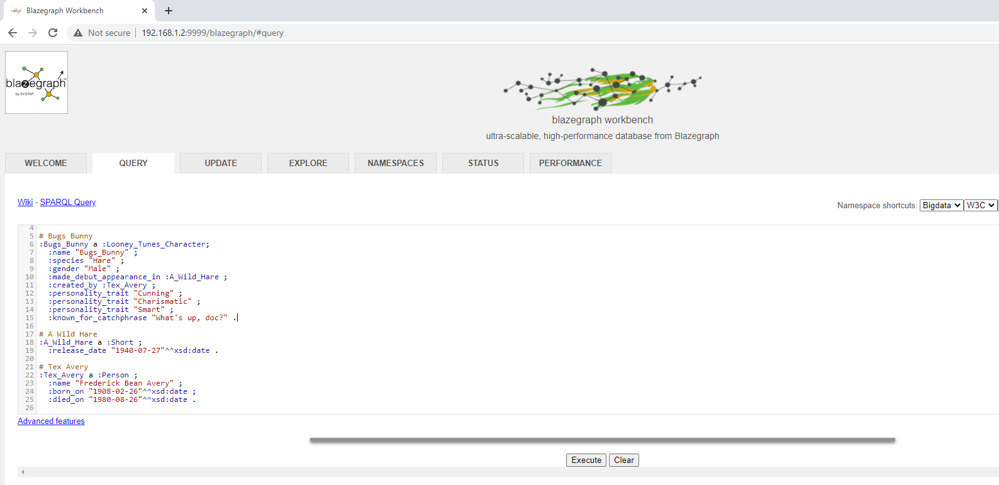 Blazegraph Workbench
Not secure 192.168.1.2:9999/blazegraph/#query
blazegraph™
by SYSTAP
blazegraph workbench
ultra-scalable, high-performance database from Blazegraph
WELCOME QUERY UPDATE EXPLORE NAMESPACES STATUS PERFORMANCE
Wiki - SPARQL Query
Namespace shortcuts: Bigdata W3C
4
5 # Bugs Bunny
6 :Bugs_Bunny a :Looney_Tunes_Character;
7 :name "Bugs_Bunny" ;
8 :species "Hare" ;
9 :gender "Male" ;
10 :made_debut_appearance_in :A_Wild_Hare ;
11 :created_by :Tex_Avery ;
12 :personality_trait "Cunning" ;
13 :personality_trait "Charismatic" ;
14 :personality_trait "Smart" ;
15 :known_for_catchphrase "What's up, doc?" .
16
17 # A Wild Hare
18 :A_Wild_Hare a :Short ;
19 :release_date "1940-07-27"^^xsd:date .
20
21 # Tex Avery
22 :Tex_Avery a :Person ;
23 :name "Frederick Bean Avery" ;
24 :born_on "1908-02-26"^^xsd:date ;
25 :died_on "1980-08-26"^^xsd:date .
26
Advanced features
Execute Clear